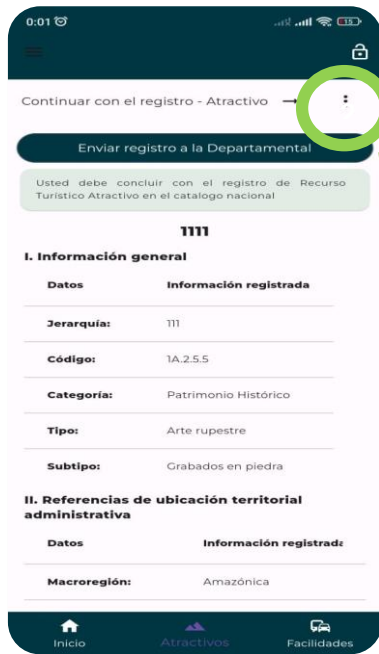 0:01
15
Continuar con el registro - Atractivo →
Enviar registro a la Departamental
Usted debe concluir con el registro de Recurso
Turístico Atractivo en el catalogo nacional
1111
I. Información general
Datos Información registrada
Jerarquía: 111
Código: 1A.2.5.5
Categoría: Patrimonio Histórico
Tipo: Arte rupestre
Subtipo: Grabados en piedra
II. Referencias de ubicación territorial
administrativa
Datos Información registrada
Macroregión: Amazónica
Inicio Atractivos Facilidades